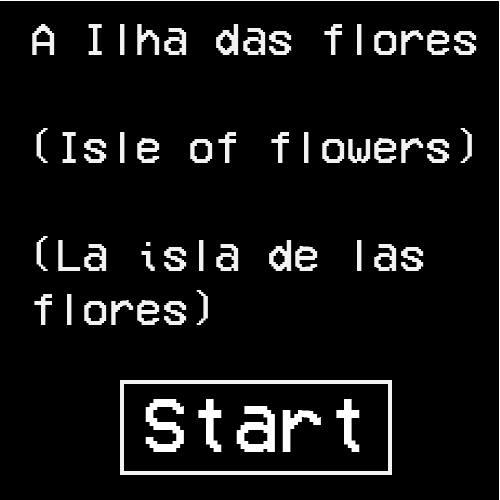 A Ilha das flores
(Isle of flowers)
(La isla de las
flores)
Start